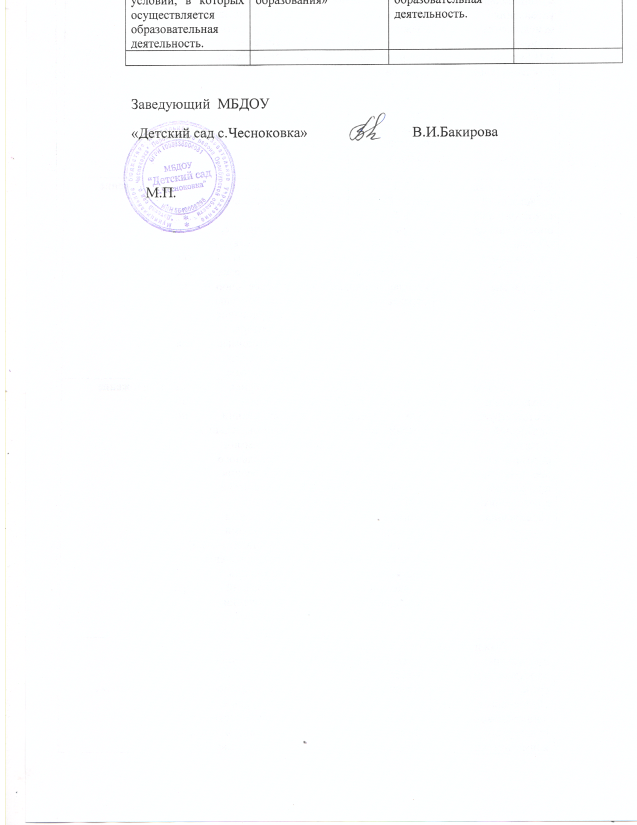 условий, в которых
осуществляется
образовательная
деятельность.
образования»
образовательная
деятельность.
Заведующий МБДОУ
«Детский сад с.Чесноковка» В.И.Бакирова
МБДОУ
"Детский сад
М.П.